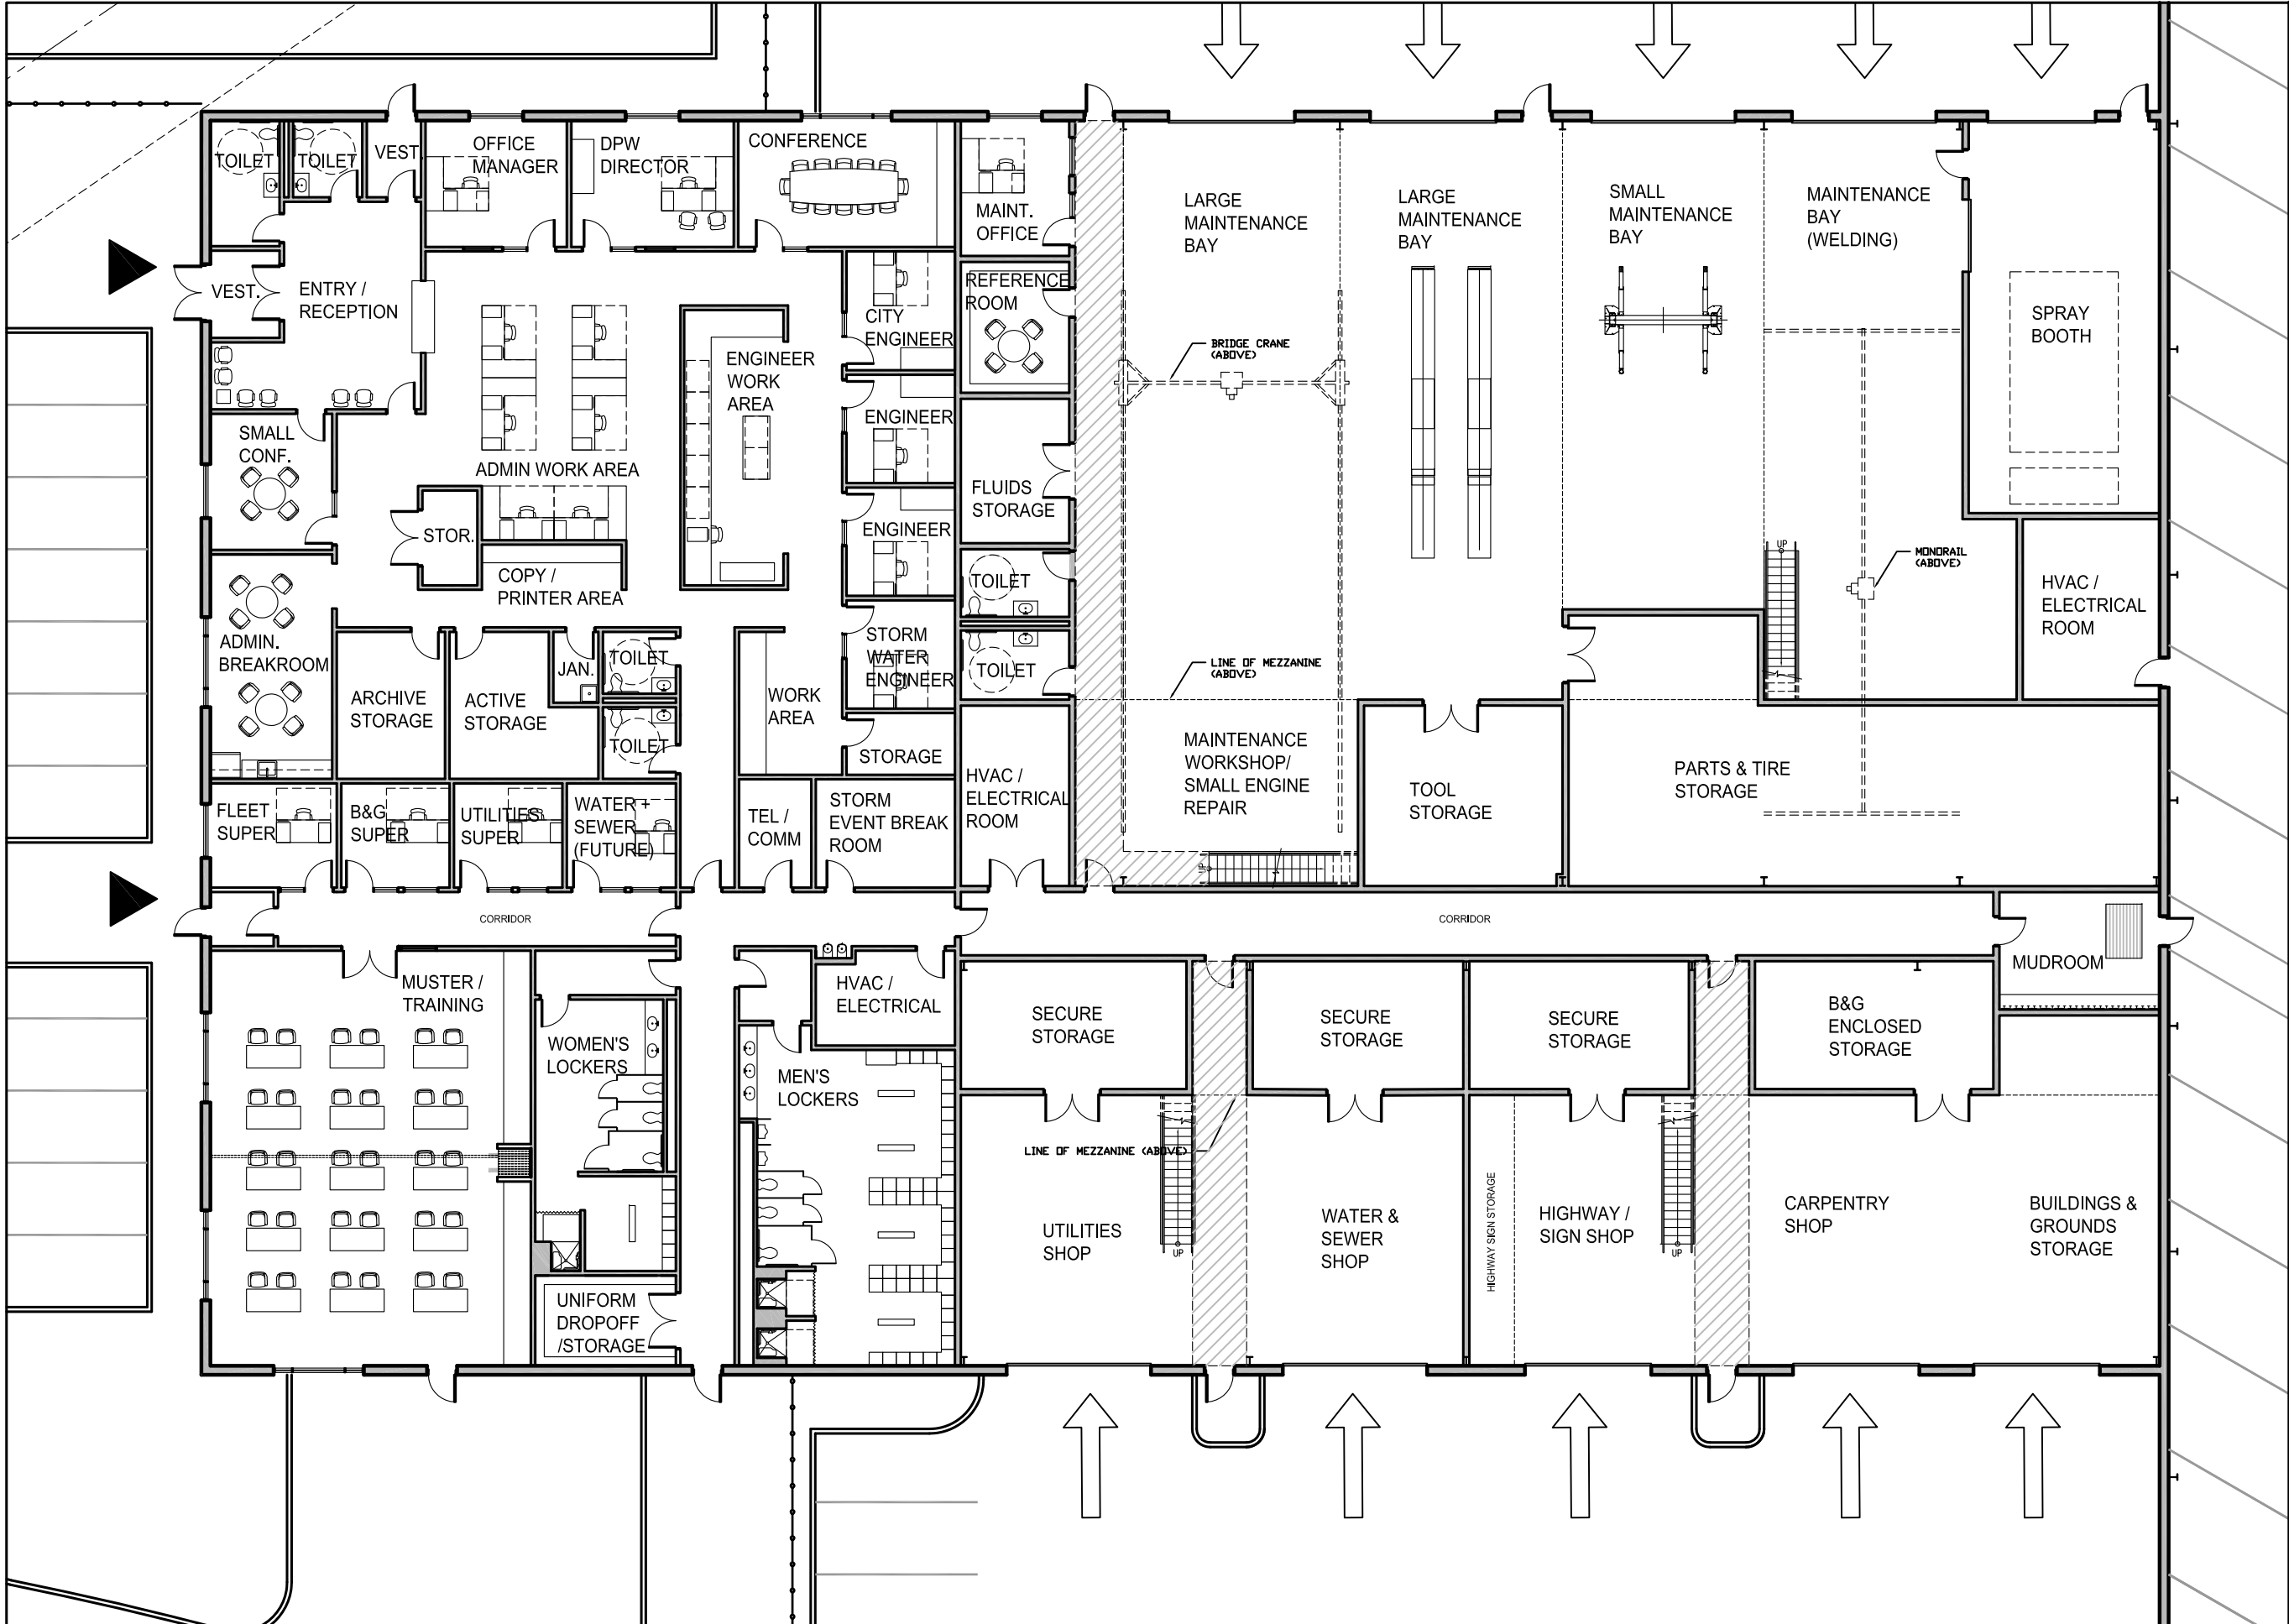 TOILET
TOILET
VEST.
OFFICE
MANAGER
DPW
DIRECTOR
CONFERENCE
MAINT.
OFFICE
LARGE
MAINTENANCE
BAY
LARGE
MAINTENANCE
BAY
SMALL
MAINTENANCE
BAY
MAINTENANCE
BAY
(WELDING)
VEST.
ENTRY /
RECEPTION
REFERENCE
ROOM
CITY
ENGINEER
SPRAY
BOOTH
BRIDGE CRANE
(ABOVE)
ENGINEER
WORK
AREA
ENGINEER
SMALL
CONF.
ADMIN WORK AREA
FLUIDS
STORAGE
STOR.
ENGINEER
UP
MONORAIL
(ABOVE)
COPY /
PRINTER AREA
TOILET
HVAC /
ELECTRICAL
ROOM
ADMIN.
BREAKROOM
JAN.
TOILET
STORM
WATER
ENGINEER
TOILET
LINE OF MEZZANINE
(ABOVE)
ARCHIVE
STORAGE
ACTIVE
STORAGE
WORK
AREA
TOILET
STORAGE
MAINTENANCE
WORKSHOP/
SMALL ENGINE
REPAIR
HVAC /
ELECTRICAL
ROOM
TOOL
STORAGE
PARTS & TIRE
STORAGE
FLEET
SUPER
B&G
SUPER
UTILITIES
SUPER
WATER +
SEWER
(FUTURE)
TEL /
COMM
STORM
EVENT BREAK
ROOM
UP
CORRIDOR
CORRIDOR
MUDROOM
MUSTER /
TRAINING
HVAC /
ELECTRICAL
SECURE
STORAGE
SECURE
STORAGE
SECURE
STORAGE
B&G
ENCLOSED
STORAGE
WOMEN'S
LOCKERS
MEN'S
LOCKERS
LINE OF MEZZANINE (ABOVE)
UTILITIES
SHOP
UP
WATER &
SEWER
SHOP
HIGHWAY SIGN STORAGE
HIGHWAY /
SIGN SHOP
UP
CARPENTRY
SHOP
BUILDINGS &
GROUNDS
STORAGE
UNIFORM
DROPOFF
/STORAGE